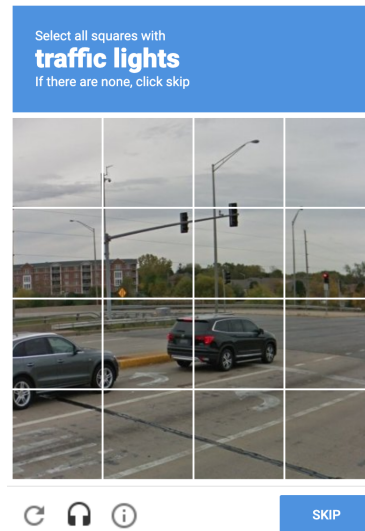 Select all squares with
traffic lights
If there are none, click skip
SKIP